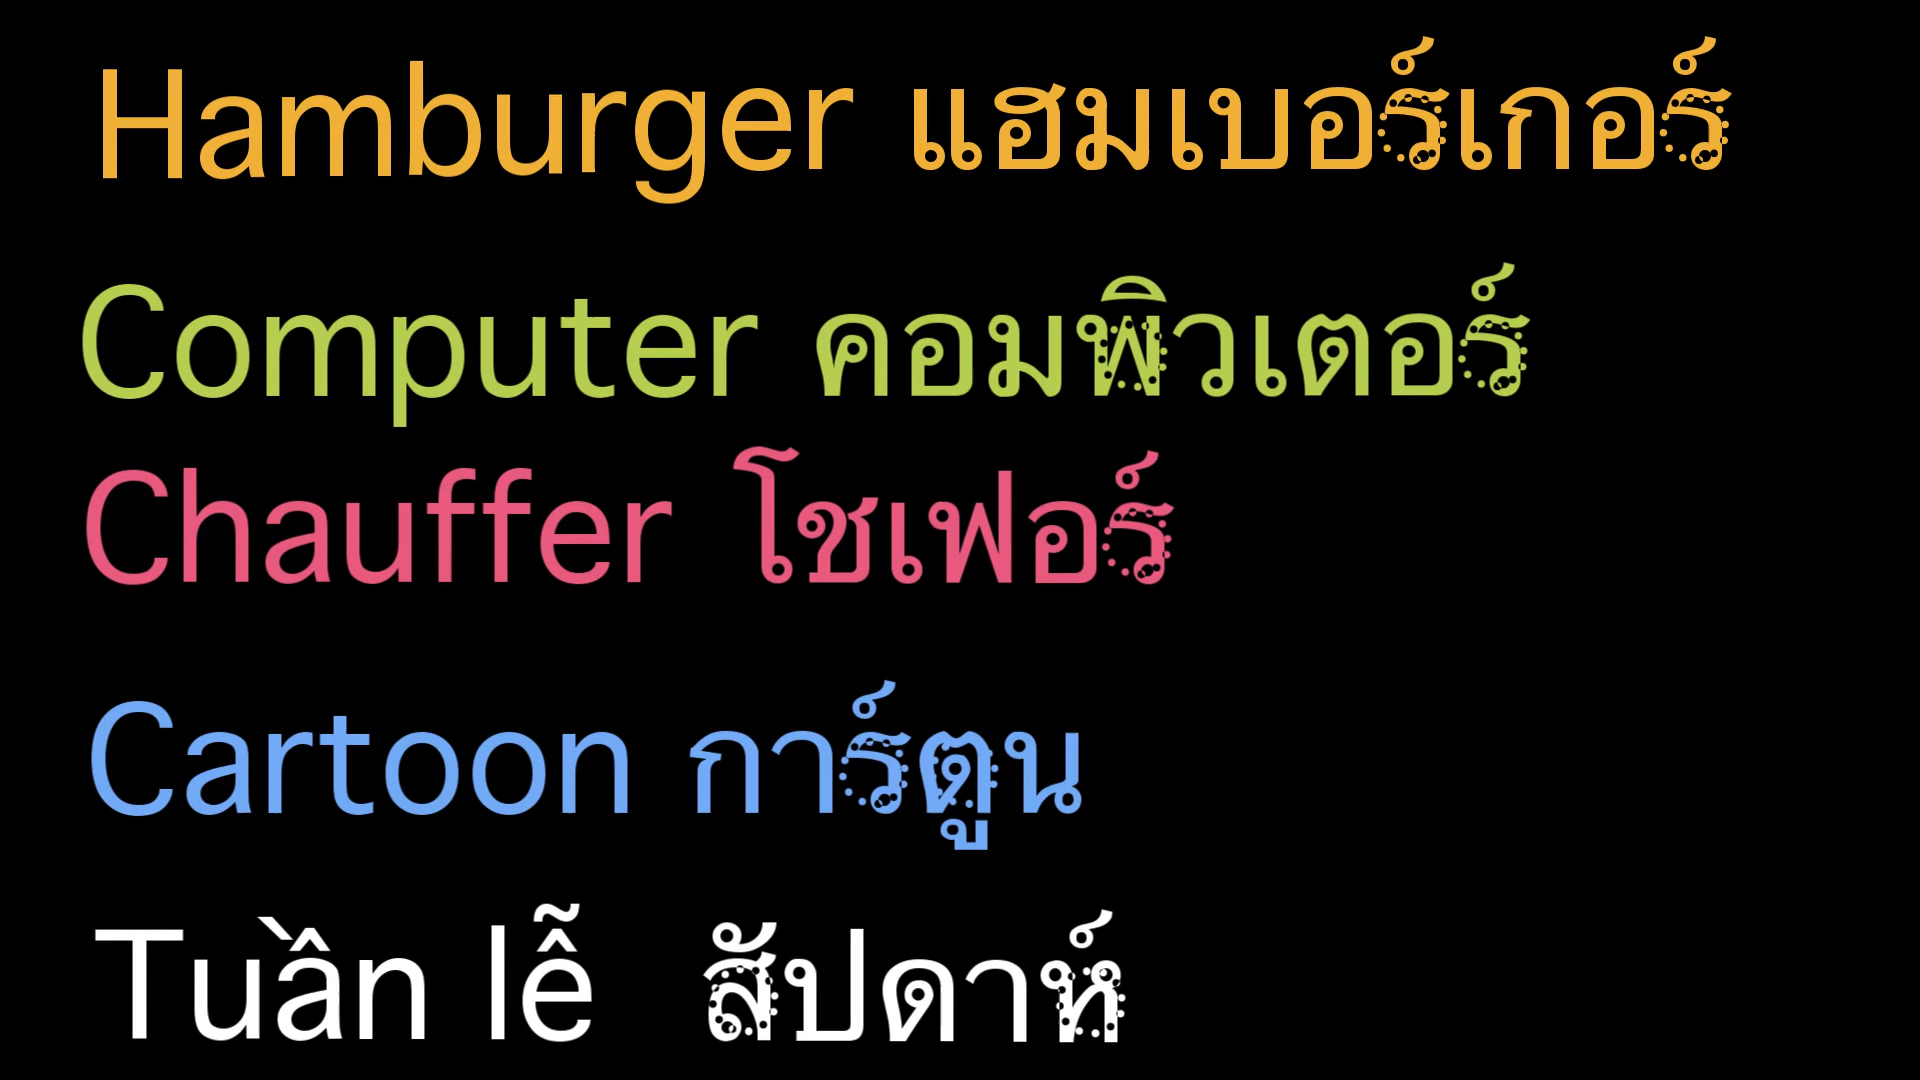 Hamburger แฮมเบอร์เกอร์
Computer คอมพิวเตอร์
Chauffer โชเฟอร์
Cartoon การ์ตูน
Tuần lễ สัปดาห์